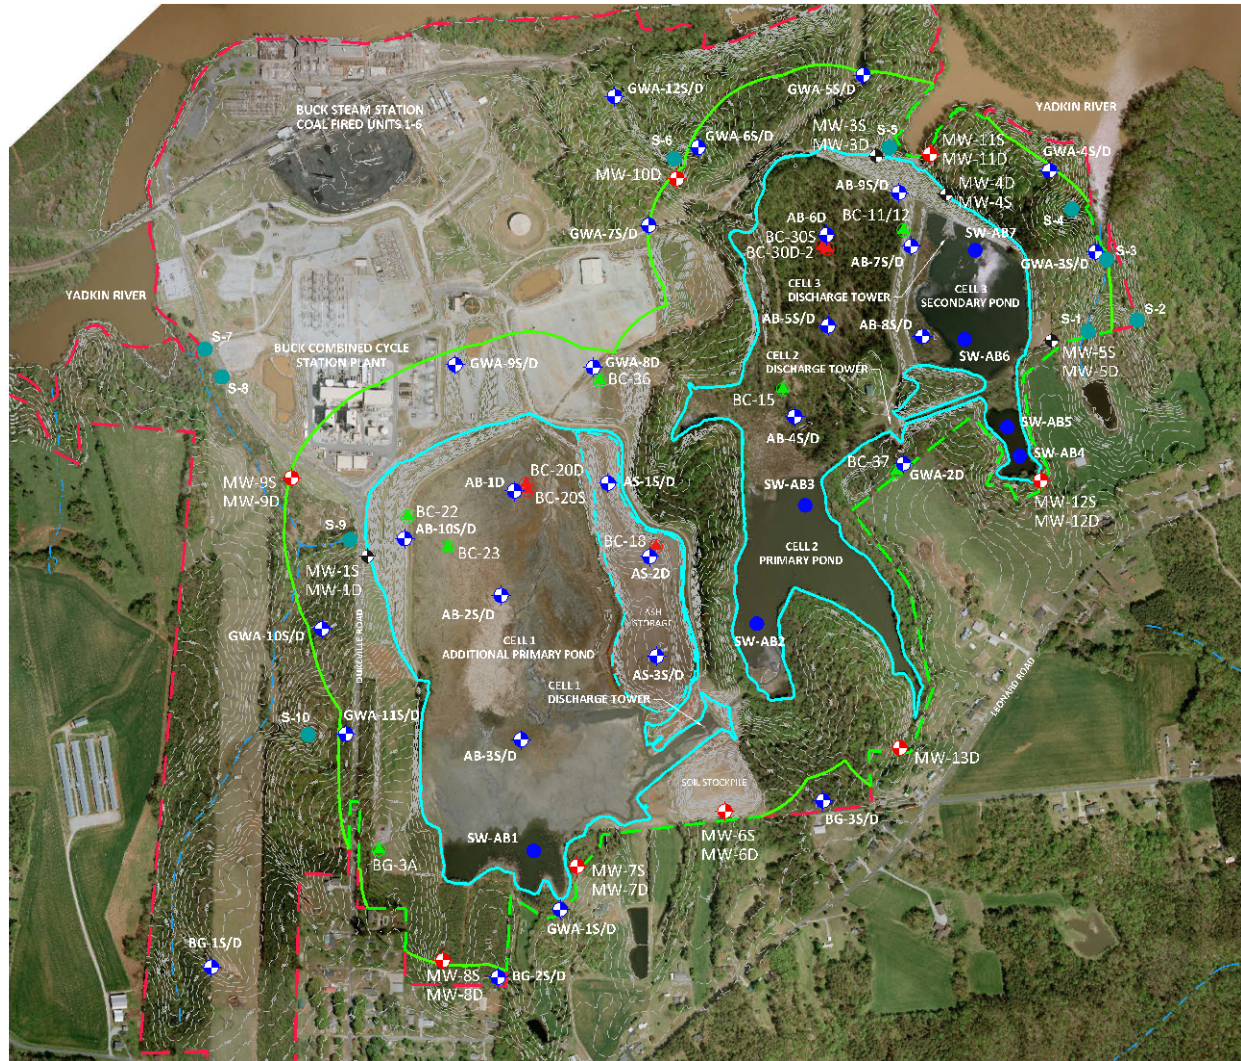 GWA-12S/D
GWA-5S/D
BUCK STEAM STATION
COAL FIRED UNITS 1-6
YADKIN RIVER
MW-3S
MW-3D
S-5
MW-11S
MW-11D
GWA-6S/D
S-6
MW-10D
GWA-4S/D
AB-9S/D
MW-4D
MW-4S
S-4
BC-11/12
AB-6D
BC-30S
BC-30D-2
GWA-7S/D
SW-AB7
AB-7S/D
GWA-3S/D
S-3
CELL 3
DISCHARGE TOWER
CELL 3
SECONDARY POND
YADKIN RIVER
AB-5S/D
AB-8S/D
S-1
S-2
SW-AB6
MW-5S
MW-5D
S-7
S-8
BUCK COMBINED CYCLE
STATION PLANT
GWA-9S/D
GWA-8D
BC-36
CELL 2
DISCHARGE TOWER
BC-15
AB-4S/D
SW-AB5
SW-AB4
BC-37
GWA-2D
MW-9S
MW-9D
AB-1D
BC-20D
BC-20S
AS-1S/D
SW-AB3
MW-12S
MW-12D
BC-22
AB-10S/D
BC-23
S-9
BC-18
AS-2D
CELL 2
PRIMARY POND
MW-1S
MW-1D
AB-2S/D
ASH
STORAGE
GWA-10S/D
DUKEVILLE ROAD
CELL 1
ADDITIONAL PRIMARY POND
SW-AB2
AS-3S/D
CELL 1
DISCHARGE TOWER
LEONARD ROAD
S-10
GWA-11S/D
AB-3S/D
MW-13D
SOIL STOCKPILE
BG-3S/D
MW-6S
MW-6D
SW-AB1
BG-3A
MW-7S
MW-7D
GWA-1S/D
BG-1S/D
MW-8S
MW-8D
BG-2S/D